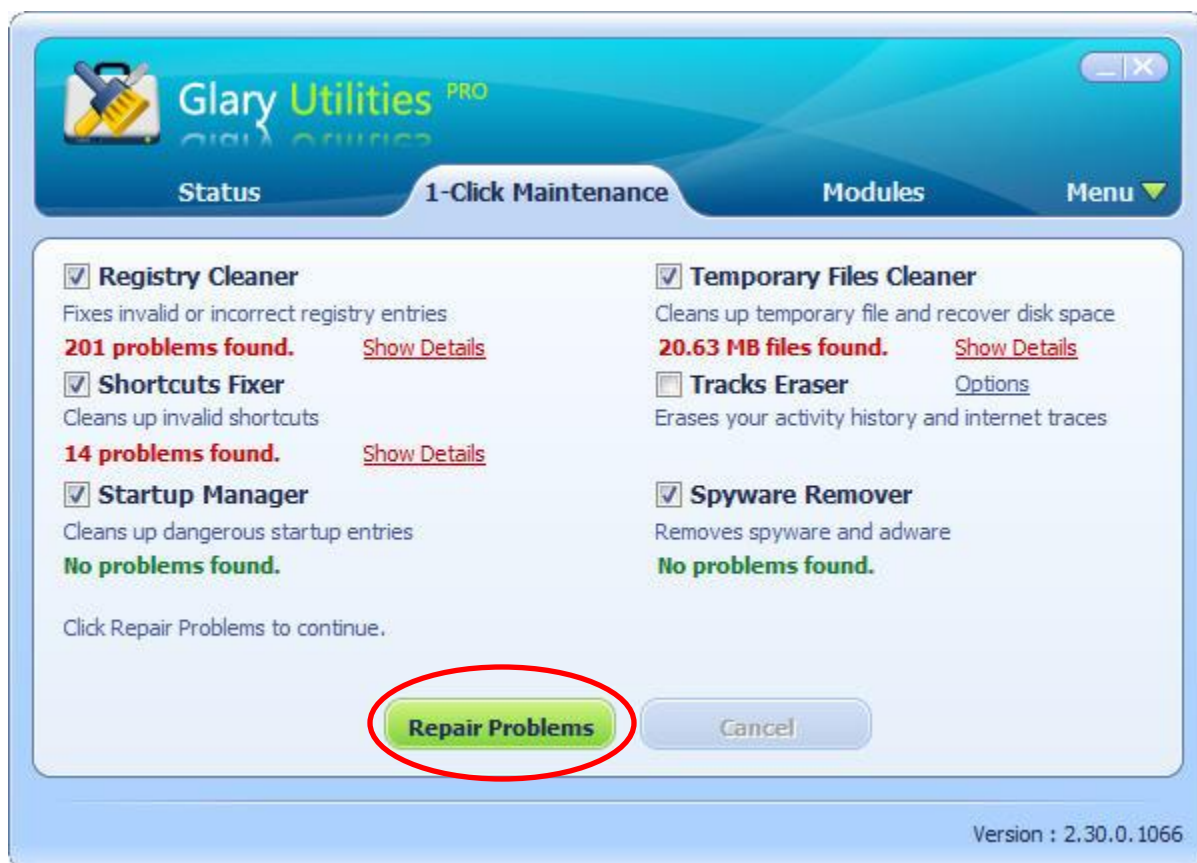 Glary Utilities PRO
Status 1-Click Maintenance Modules Menu
Registry Cleaner
Fixes invalid or incorrect registry entries
201 problems found. Show Details
Shortcuts Fixer
Cleans up invalid shortcuts
14 problems found. Show Details
Startup Manager
Cleans up dangerous startup entries
No problems found.
Temporary Files Cleaner
Cleans up temporary file and recover disk space
20.63 MB files found. Show Details
Tracks Eraser Options
Erases your activity history and internet traces
Spyware Remover
Removes spyware and adware
No problems found.
Click Repair Problems to continue.
Repair Problems Cancel
Version : 2.30.0.1066